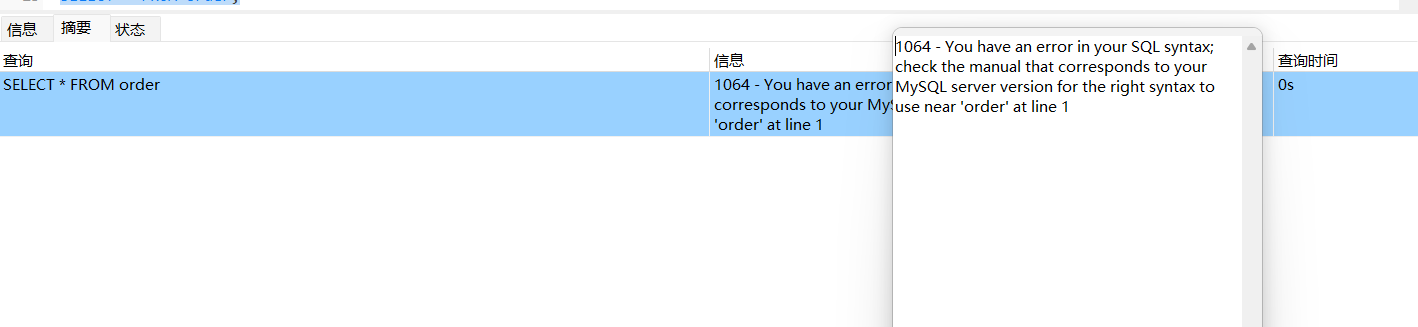 信息 摘要 状态
查询 信息 查询时间
SELECT * FROM order 1064 - You have an error 0s
corresponds to your MyS
'order' at line 1
1064 - You have an error in your SQL syntax;
check the manual that corresponds to your
MySQL server version for the right syntax to
use near 'order' at line 1